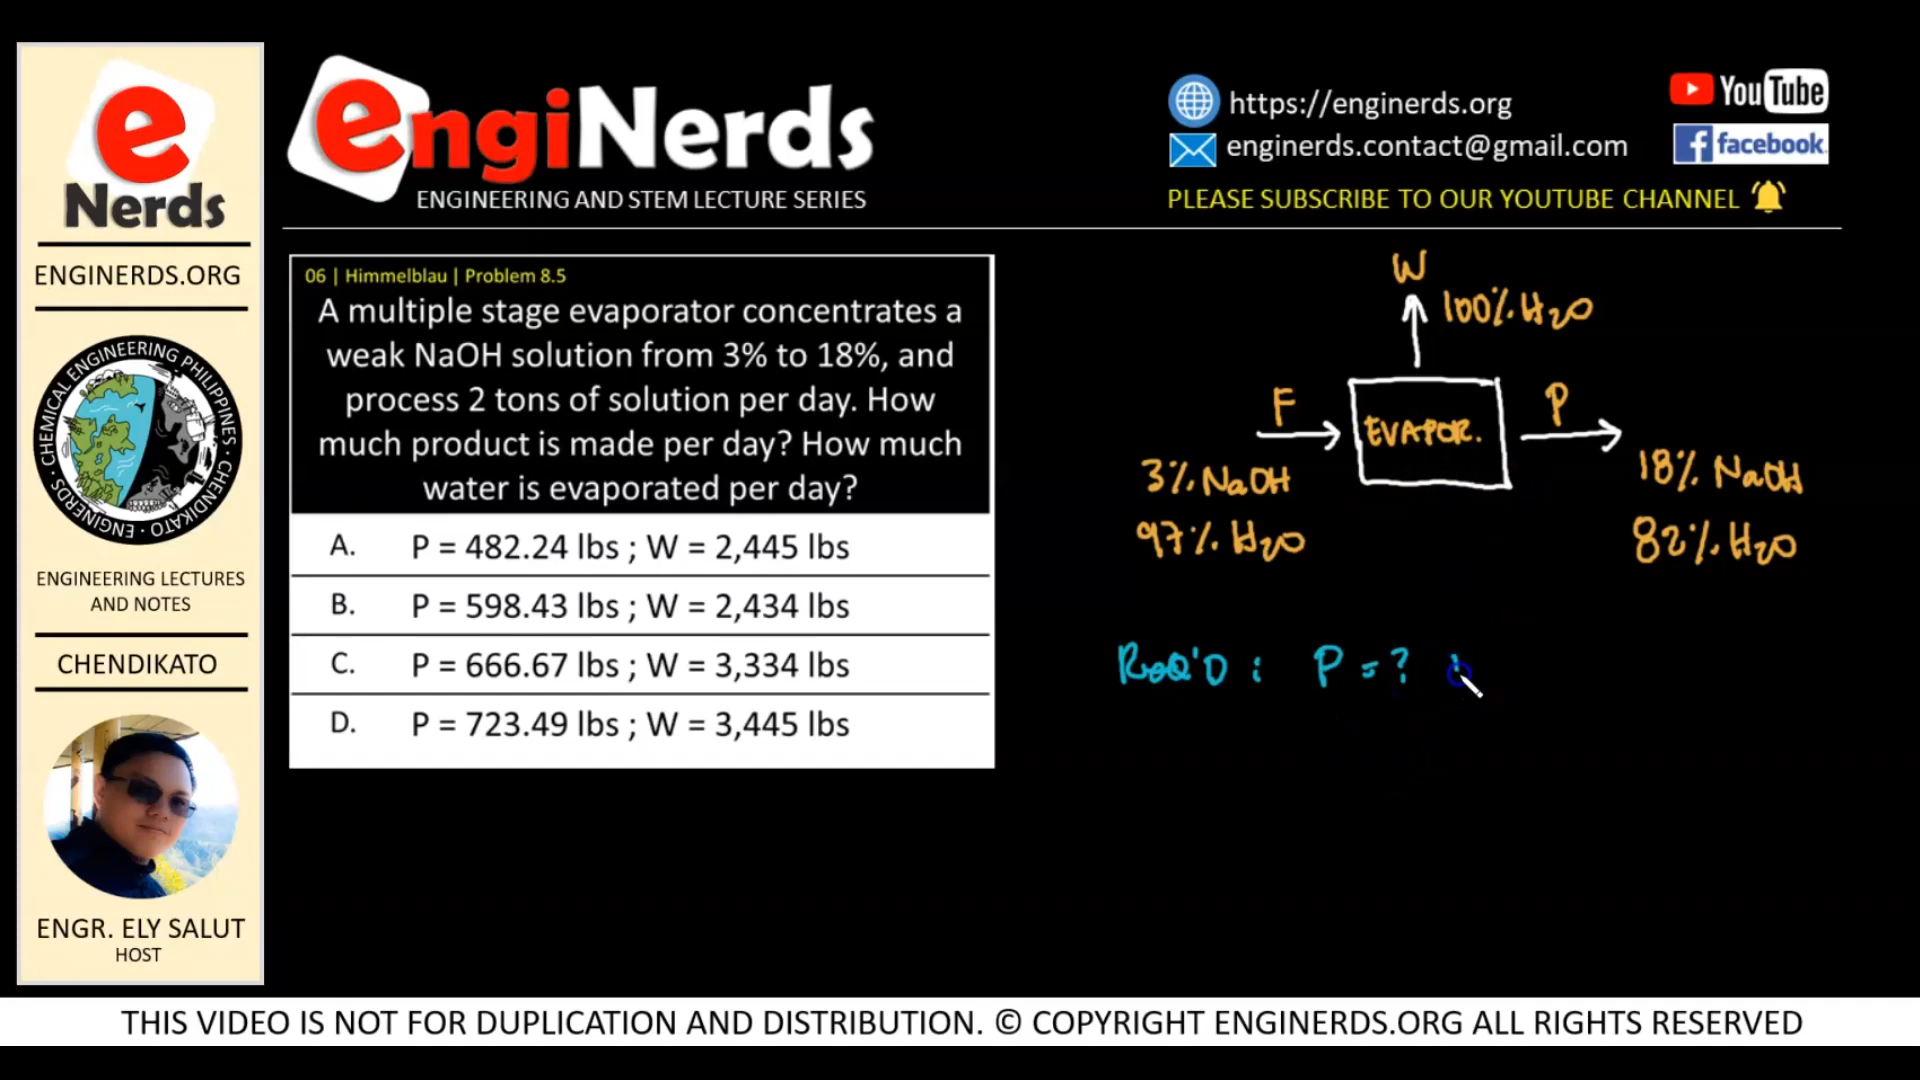 e
Nerds
ENGINERDS.ORG
CHEMICAL ENGINEERING PHILIPPINES · CHENDIKATO · ENGINERDS ·
ENGINEERING LECTURES
AND NOTES
CHENDIKATO
ENGR. ELY SALUT
HOST
engiNerds
ENGINEERING AND STEM LECTURE SERIES
https://enginerds.org
enginerds.contact@gmail.com
PLEASE SUBSCRIBE TO OUR YOUTUBE CHANNEL
YouTube
facebook
06 | Himmelblau | Problem 8.5
A multiple stage evaporator concentrates a
weak NaOH solution from 3% to 18%, and
process 2 tons of solution per day. How
much product is made per day? How much
water is evaporated per day?
A. P = 482.24 lbs ; W = 2,445 lbs
B. P = 598.43 lbs ; W = 2,434 lbs
C. P = 666.67 lbs ; W = 3,334 lbs
D. P = 723.49 lbs ; W = 3,445 lbs
W
100% H2O
F
EVAPOR.
P
3% NaOH
97% H2O
18% NaOH
82% H2O
REQ'D : P = ?
THIS VIDEO IS NOT FOR DUPLICATION AND DISTRIBUTION. © COPYRIGHT ENGINERDS.ORG ALL RIGHTS RESERVED